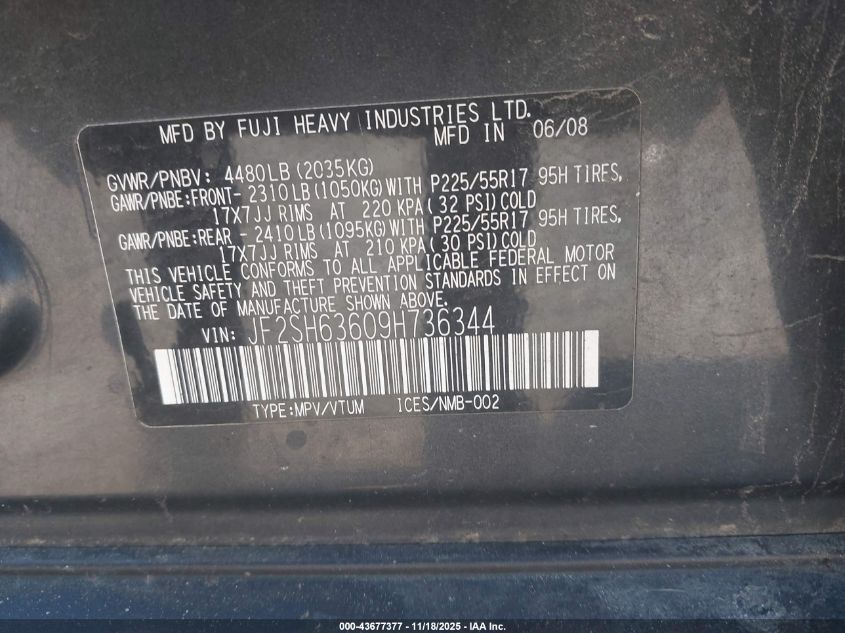 MFD BY FUJI HEAVY INDUSTRIES LTD.
MFD IN 06/08
GVWR/PNBV: 4480LB(2035KG)
GAWR/PNBE:FRONT- 2310LB(1050KG)WITH P225/55R17 95H TIRES,
17X7JJ RIMS AT 220 KPA(32 PSI)COLD
GAWR/PNBE:REAR - 2410LB(1095KG)WITH P225/55R17 95H TIRES,
17X7JJ RIMS AT 210 KPA(30 PSI)COLD
THIS VEHICLE CONFORMS TO ALL APPLICABLE FEDERAL MOTOR
VEHICLE SAFETY AND THEFT PREVENTION STANDARDS IN EFFECT ON
THE DATE OF MANUFACTURE SHOWN ABOVE.
VIN: JF2SH63609H736344
TYPE:MPV/VTUM ICES/NMB-002
000-43677377 - 11/18/2025 - IAA Inc.